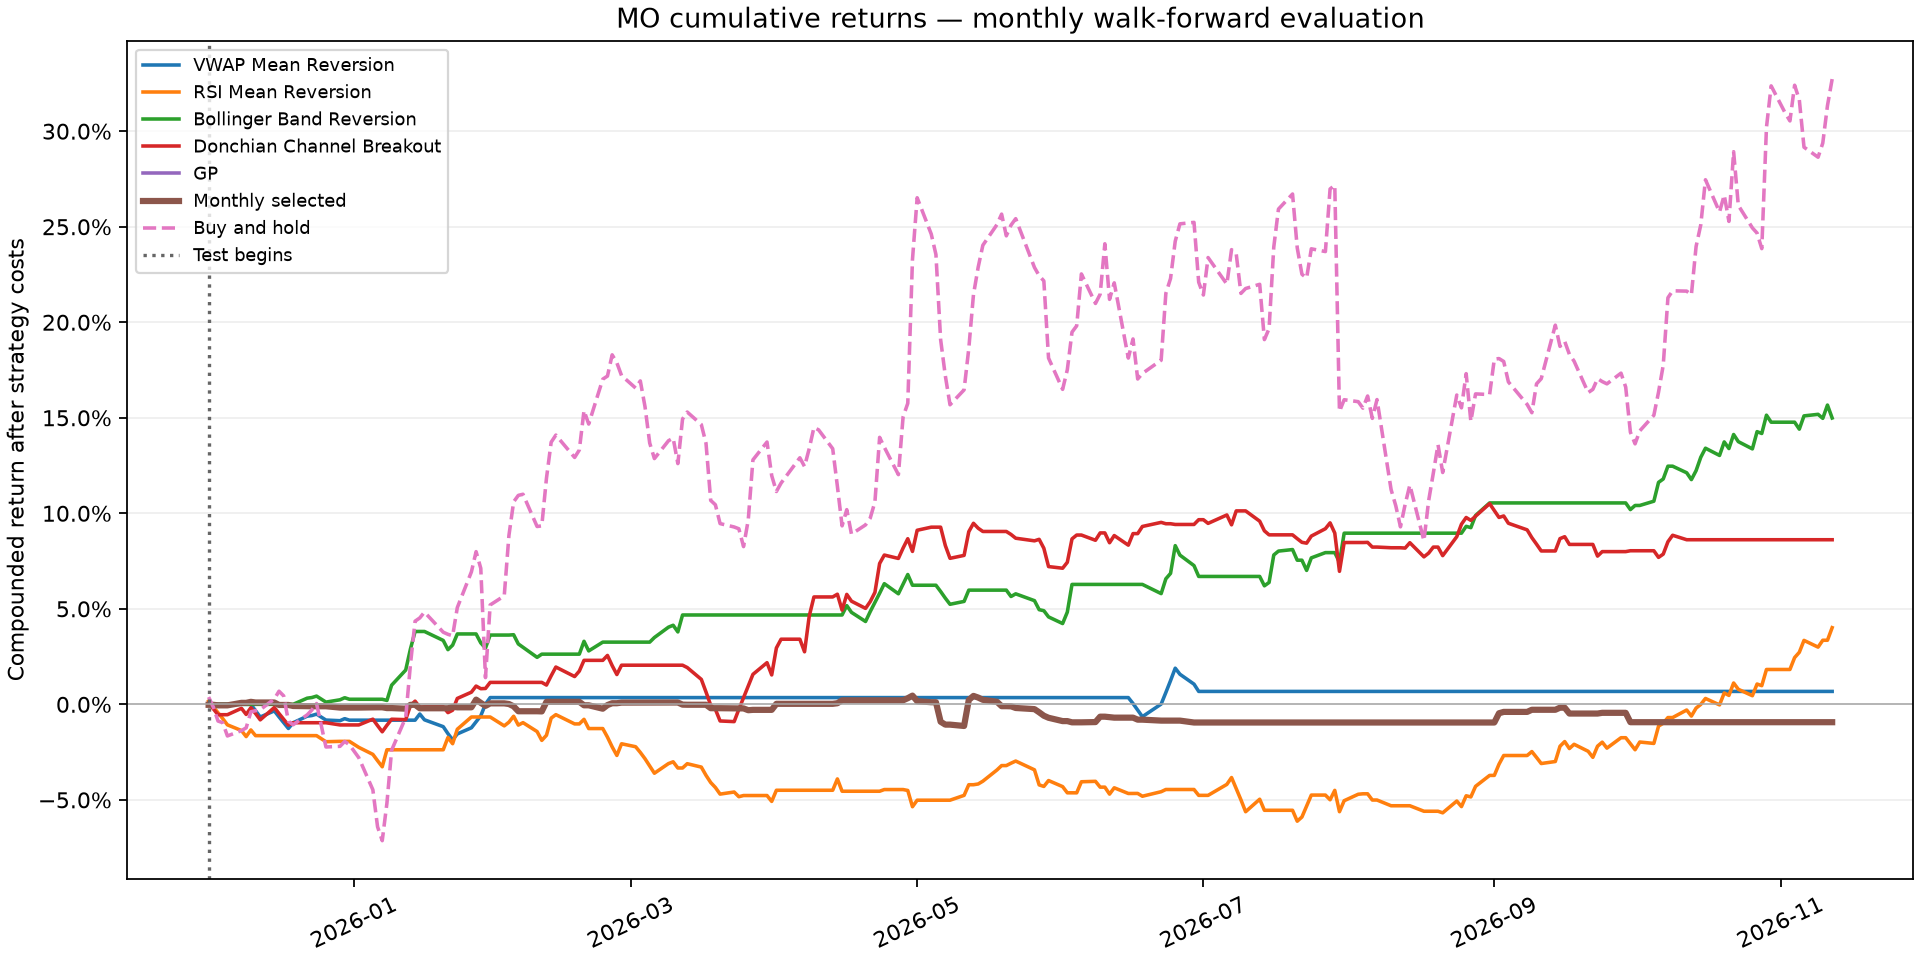 MO cumulative returns — monthly walk-forward evaluation
VWAP Mean Reversion
RSI Mean Reversion
Bollinger Band Reversion
Donchian Channel Breakout
GP
Monthly selected
Buy and hold
Test begins
Compounded return after strategy costs
30.0%
25.0%
20.0%
15.0%
10.0%
5.0%
0.0%
−5.0%
2026-01
2026-03
2026-05
2026-07
2026-09
2026-11